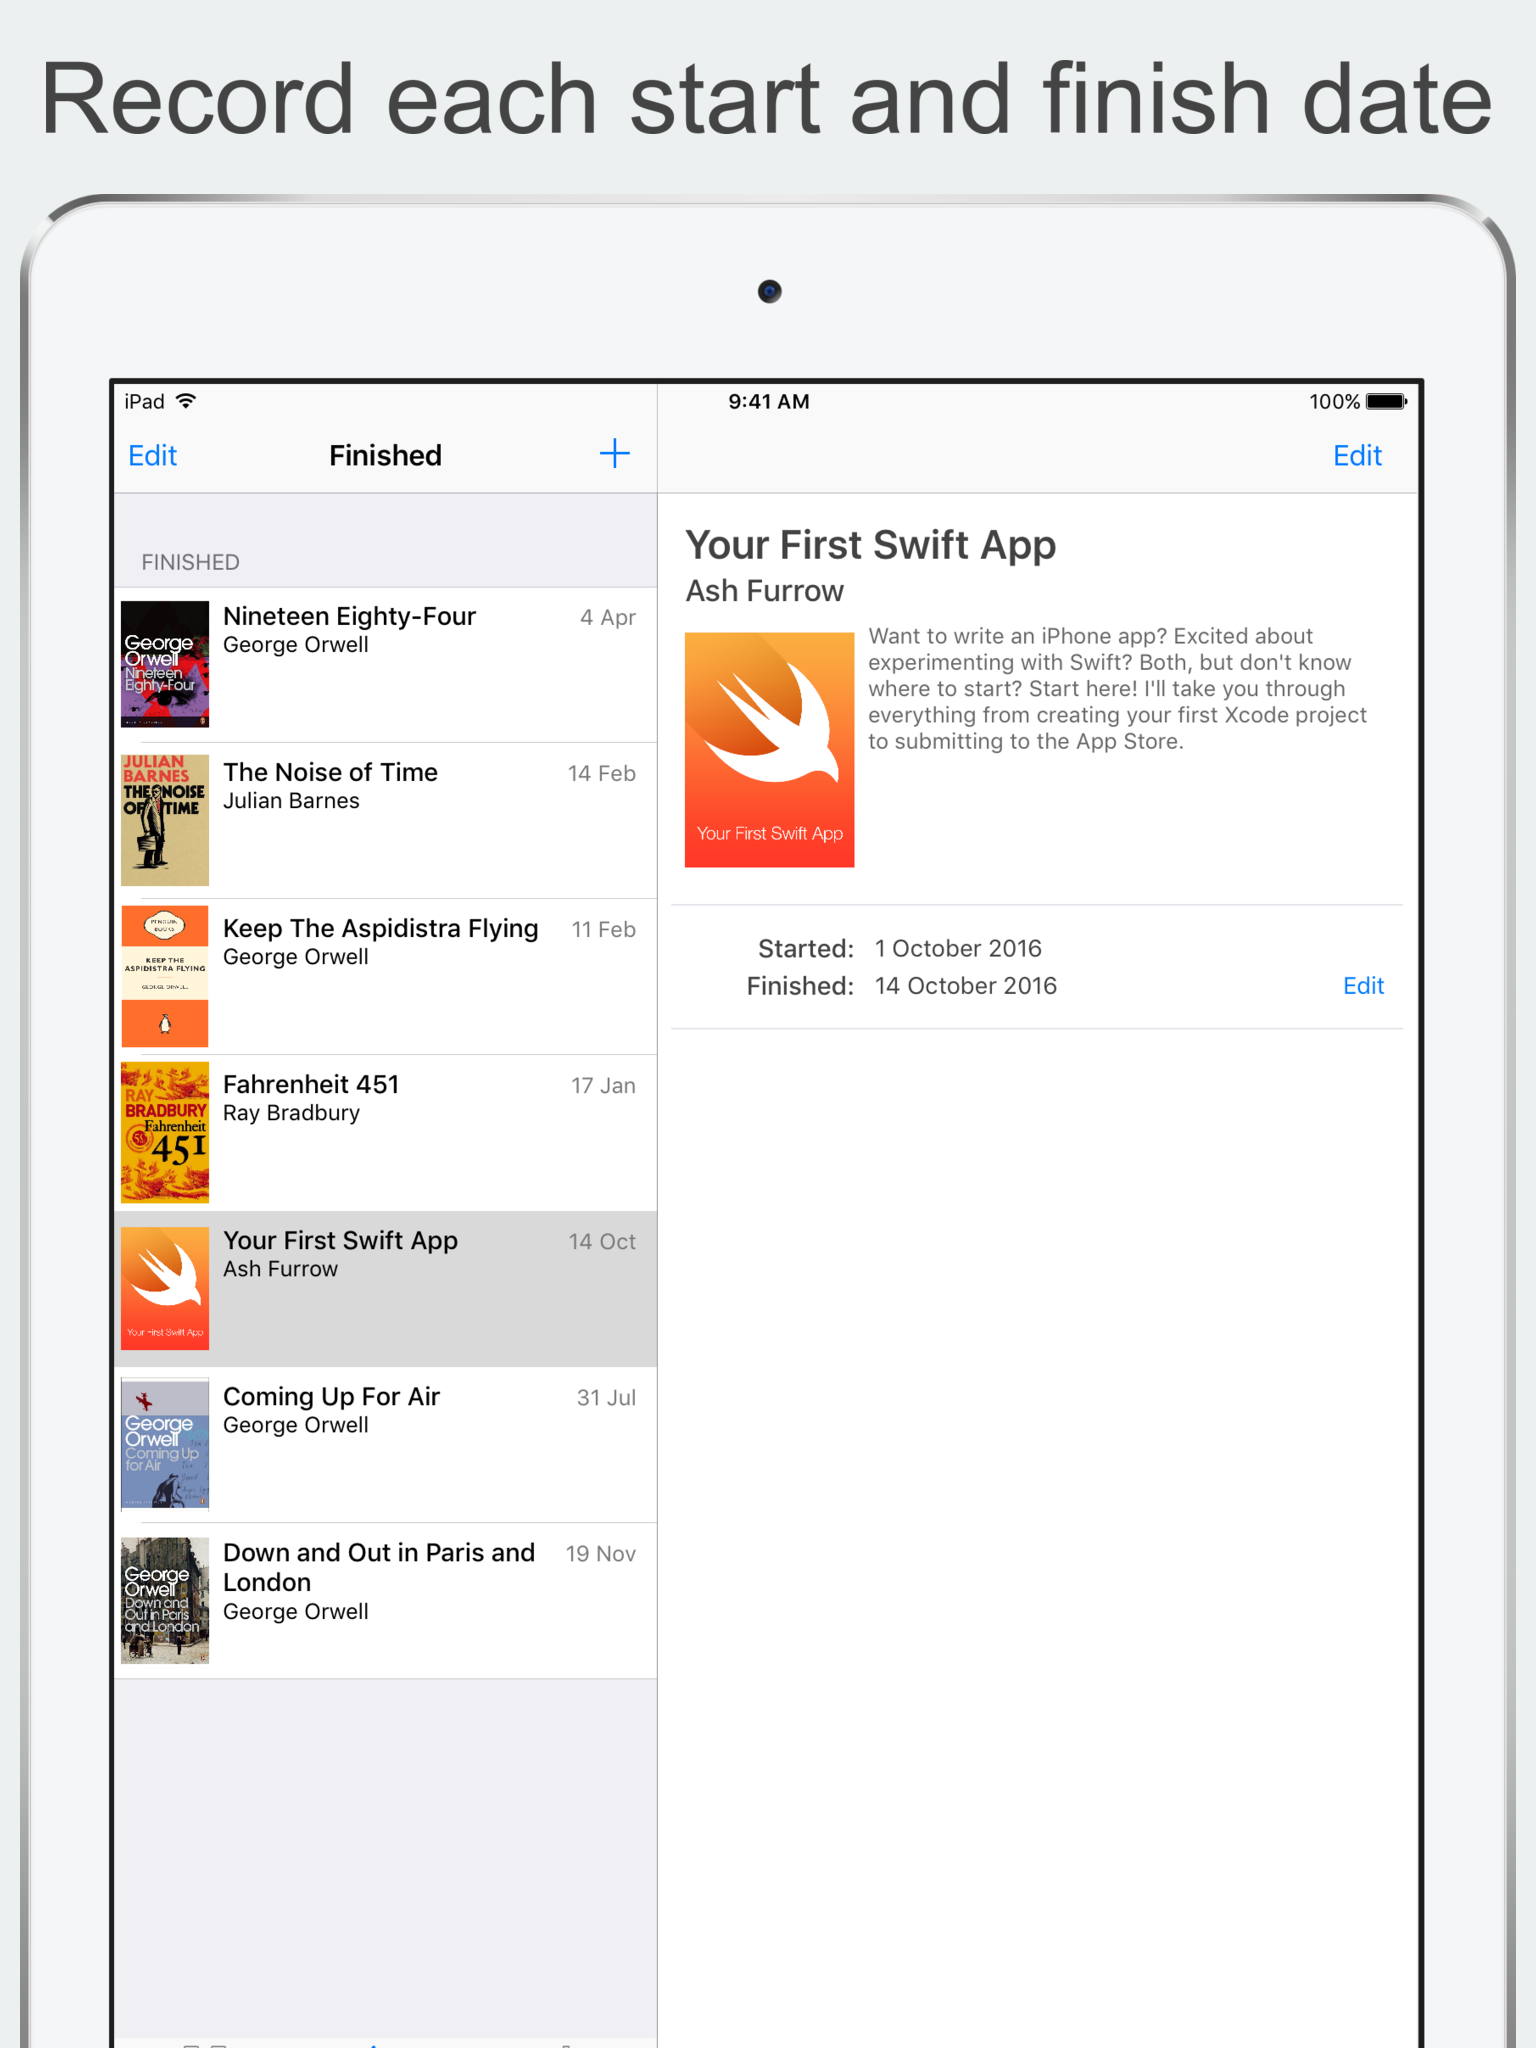 Record each start and finish date
iPad
9:41 AM
100%
Edit
Finished
Edit
FINISHED
George
Orwell
Nineteen
Eighty-Four
Nineteen Eighty-Four
4 Apr
George Orwell
JULIAN
BARNES
THE NOISE
OF TIME
The Noise of Time
14 Feb
Julian Barnes
PENGUIN
BOOKS
KEEP THE
ASPIDISTRA FLYING
GEORGE ORWELL
Keep The Aspidistra Flying
11 Feb
George Orwell
RAY
BRADBURY
Fahrenheit
451
Fahrenheit 451
17 Jan
Ray Bradbury
Your First Swift App
Your First Swift App
14 Oct
Ash Furrow
George
Orwell
Coming Up
for Air
Coming Up For Air
31 Jul
George Orwell
George
Orwell
Down and
Out in Paris
and London
Down and Out in Paris and
London
19 Nov
George Orwell
Your First Swift App
Ash Furrow
Your First Swift App
Want to write an iPhone app? Excited about
experimenting with Swift? Both, but don't know
where to start? Start here! I'll take you through
everything from creating your first Xcode project
to submitting to the App Store.
Started: 1 October 2016
Finished: 14 October 2016
Edit